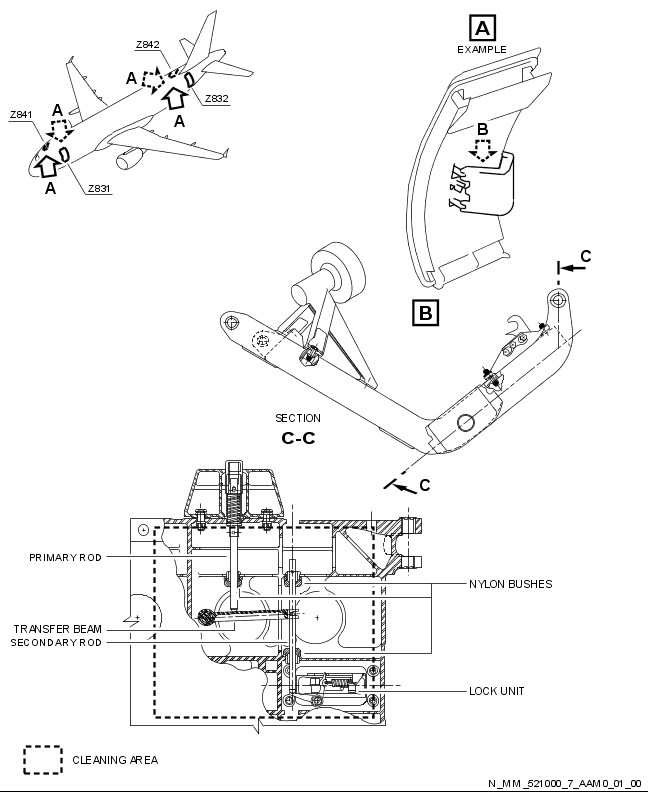 Z842
A
EXAMPLE
A
Z832
A
Z841
A
B
A
Z831
C
B
SECTION
C-C
C
PRIMARY ROD
NYLON BUSHES
TRANSFER BEAM
SECONDARY ROD
LOCK UNIT
CLEANING AREA
N_MM_521000_7_AAM0_01_00